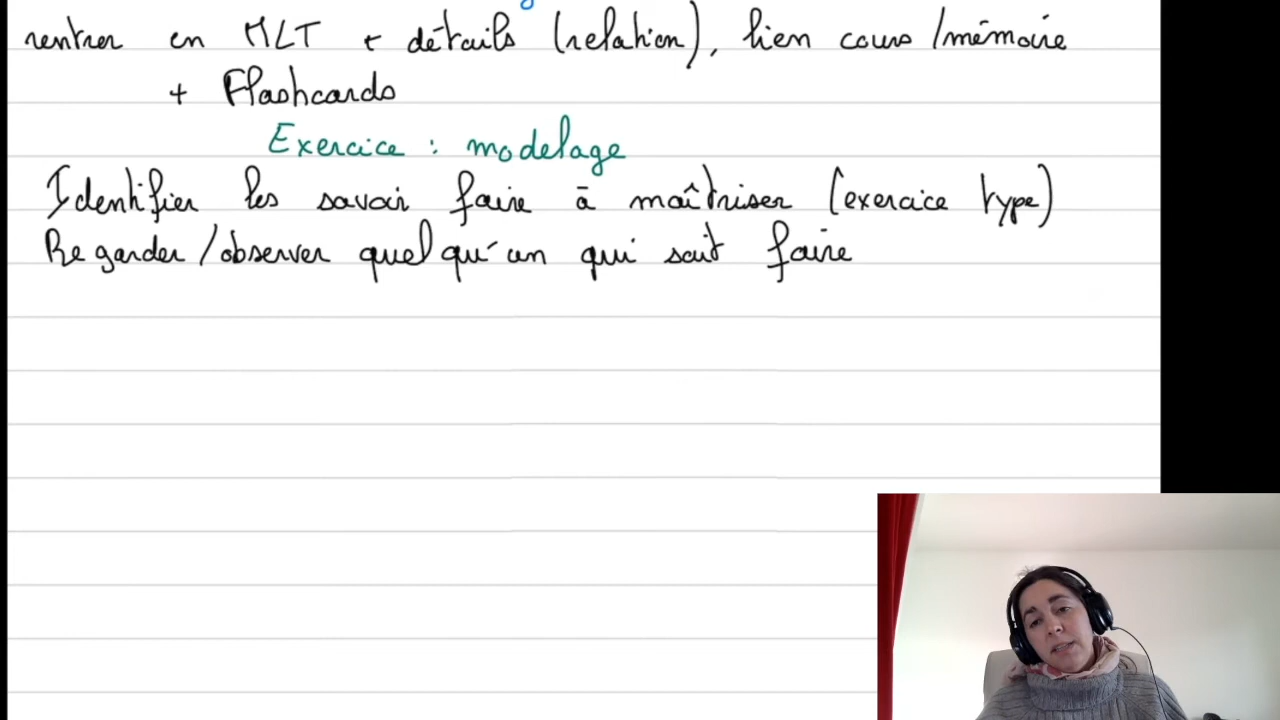 rentrer en MLT + détails (relation), lien cours/mémoire
+ Flashcards
Exercice : modelage
Identifier les savoir faire à maîtriser (exercice type)
Regarder/observer quelqu'un qui sait faire